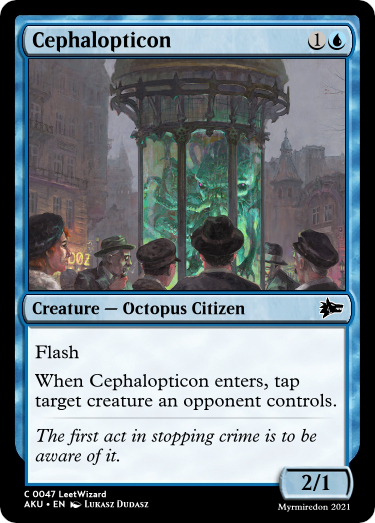 Cephalopticon
1
Creature — Octopus Citizen
Flash
When Cephalopticon enters, tap
target creature an opponent controls.
The first act in stopping crime is to be
aware of it.
2/1
C 0047 LeetWizard
AKU • EN Lukasz Dudasz
Myrmiredon 2021